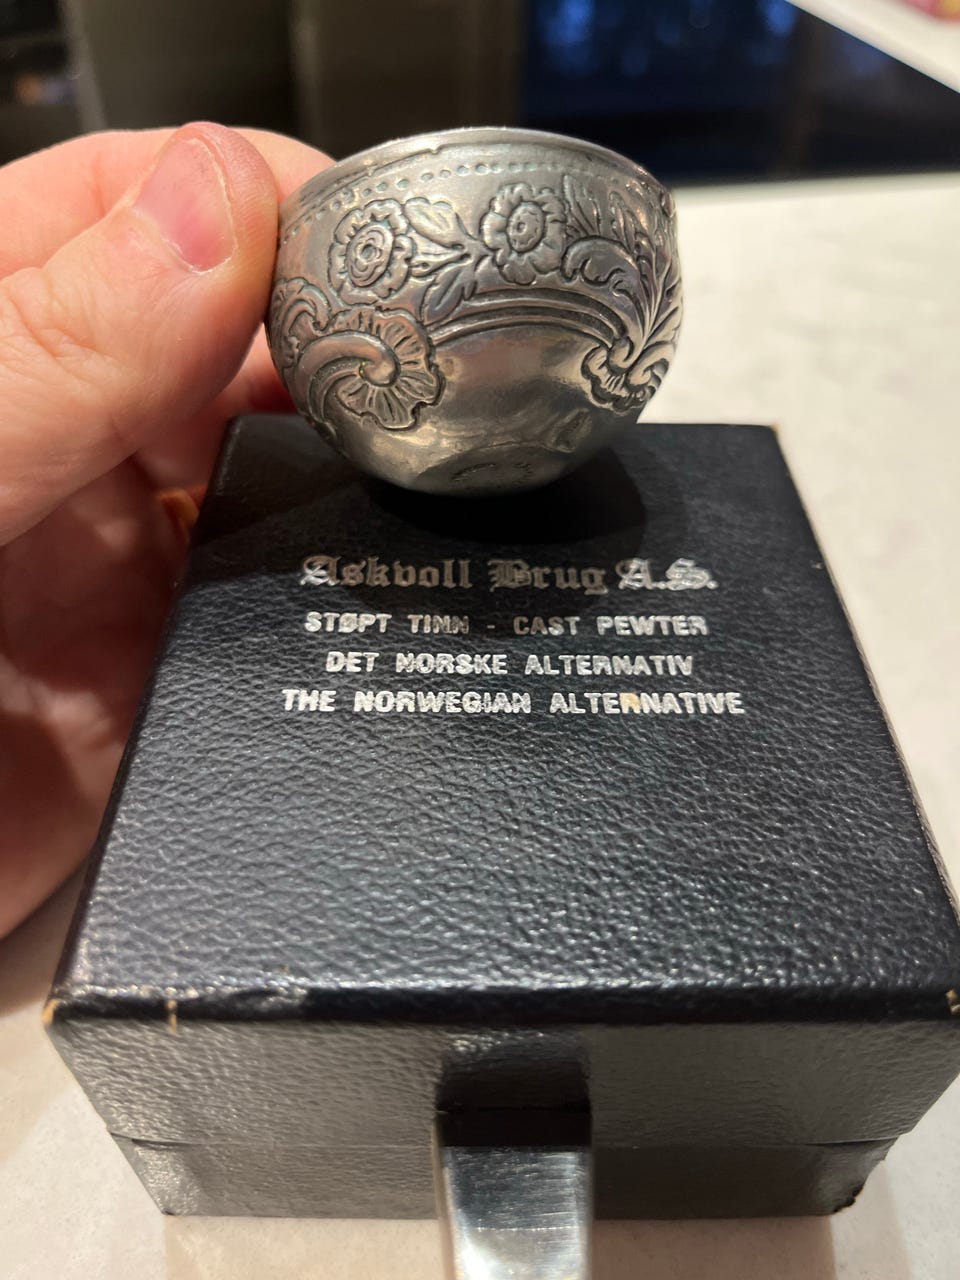 Askvoll Brug A.S.
STØPT TINN - CAST PEWTER
DET NORSKE ALTERNATIV
THE NORWEGIAN ALTERNATIVE